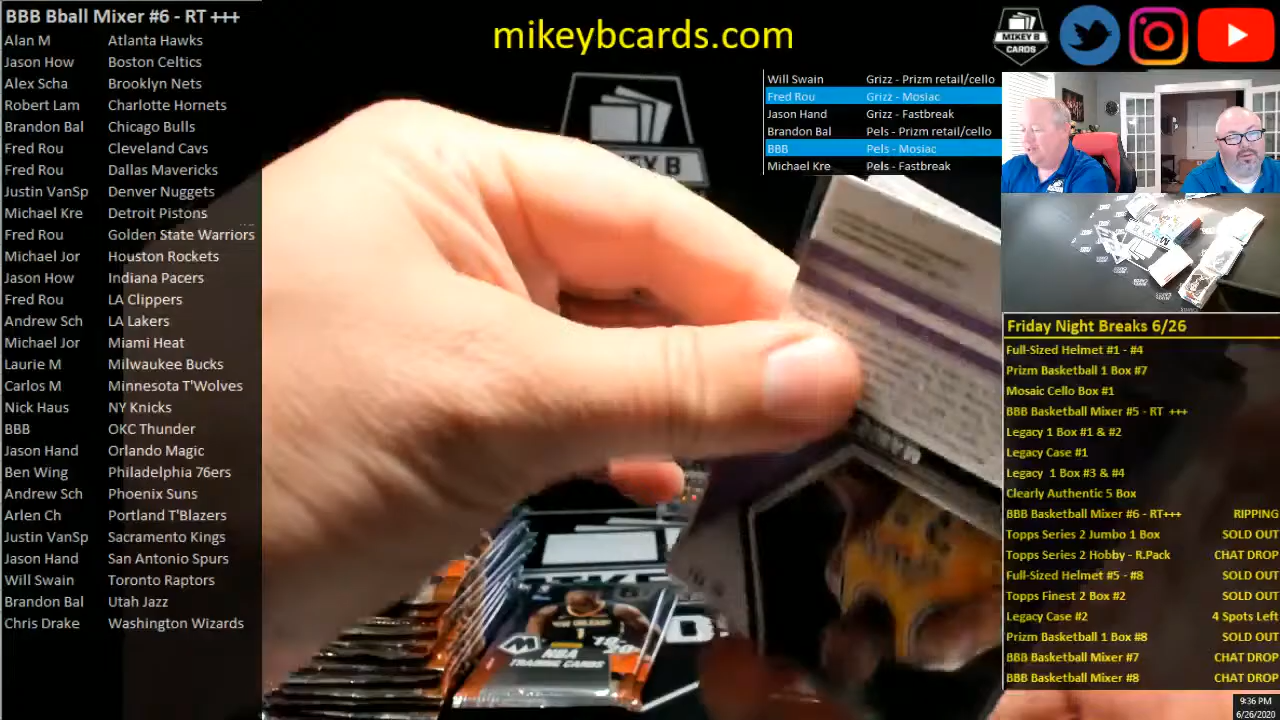 BBB Bball Mixer #6 - RT +++
Alan M Atlanta Hawks
Jason How Boston Celtics
Alex Scha Brooklyn Nets
Robert Lam Charlotte Hornets
Brandon Bal Chicago Bulls
Fred Rou Cleveland Cavs
Fred Rou Dallas Mavericks
Justin VanSp Denver Nuggets
Michael Kre Detroit Pistons
Fred Rou Golden State Warriors
Michael Jor Houston Rockets
Jason How Indiana Pacers
Fred Rou LA Clippers
Andrew Sch LA Lakers
Michael Jor Miami Heat
Laurie M Milwaukee Bucks
Carlos M Minnesota T'Wolves
Nick Haus NY Knicks
BBB OKC Thunder
Jason Hand Orlando Magic
Ben Wing Philadelphia 76ers
Andrew Sch Phoenix Suns
Arlen Ch Portland T'Blazers
Justin VanSp Sacramento Kings
Jason Hand San Antonio Spurs
Will Swain Toronto Raptors
Brandon Bal Utah Jazz
Chris Drake Washington Wizards
mikeybcards.com
MIKEY B
CARDS
Will Swain Grizz - Prizm retail/cello
Fred Rou Grizz - Mosiac
Jason Hand Grizz - Fastbreak
Brandon Bal Pels - Prizm retail/cello
BBB Pels - Mosiac
Michael Kre Pels - Fastbreak
NBA
TRADING CARDS
19-20
Friday Night Breaks 6/26
Full-Sized Helmet #1 - #4
Prizm Basketball 1 Box #7
Mosaic Cello Box #1
BBB Basketball Mixer #5 - RT +++
Legacy 1 Box #1 & #2
Legacy Case #1
Legacy 1 Box #3 & #4
Clearly Authentic 5 Box
BBB Basketball Mixer #6 - RT+++ RIPPING
Topps Series 2 Jumbo 1 Box SOLD OUT
Topps Series 2 Hobby - R.Pack CHAT DROP
Full-Sized Helmet #5 - #8 SOLD OUT
Topps Finest 2 Box #2 SOLD OUT
Legacy Case #2 4 Spots Left
Prizm Basketball 1 Box #8 SOLD OUT
BBB Basketball Mixer #7 CHAT DROP
BBB Basketball Mixer #8 CHAT DROP
9:36 PM
6/26/2020